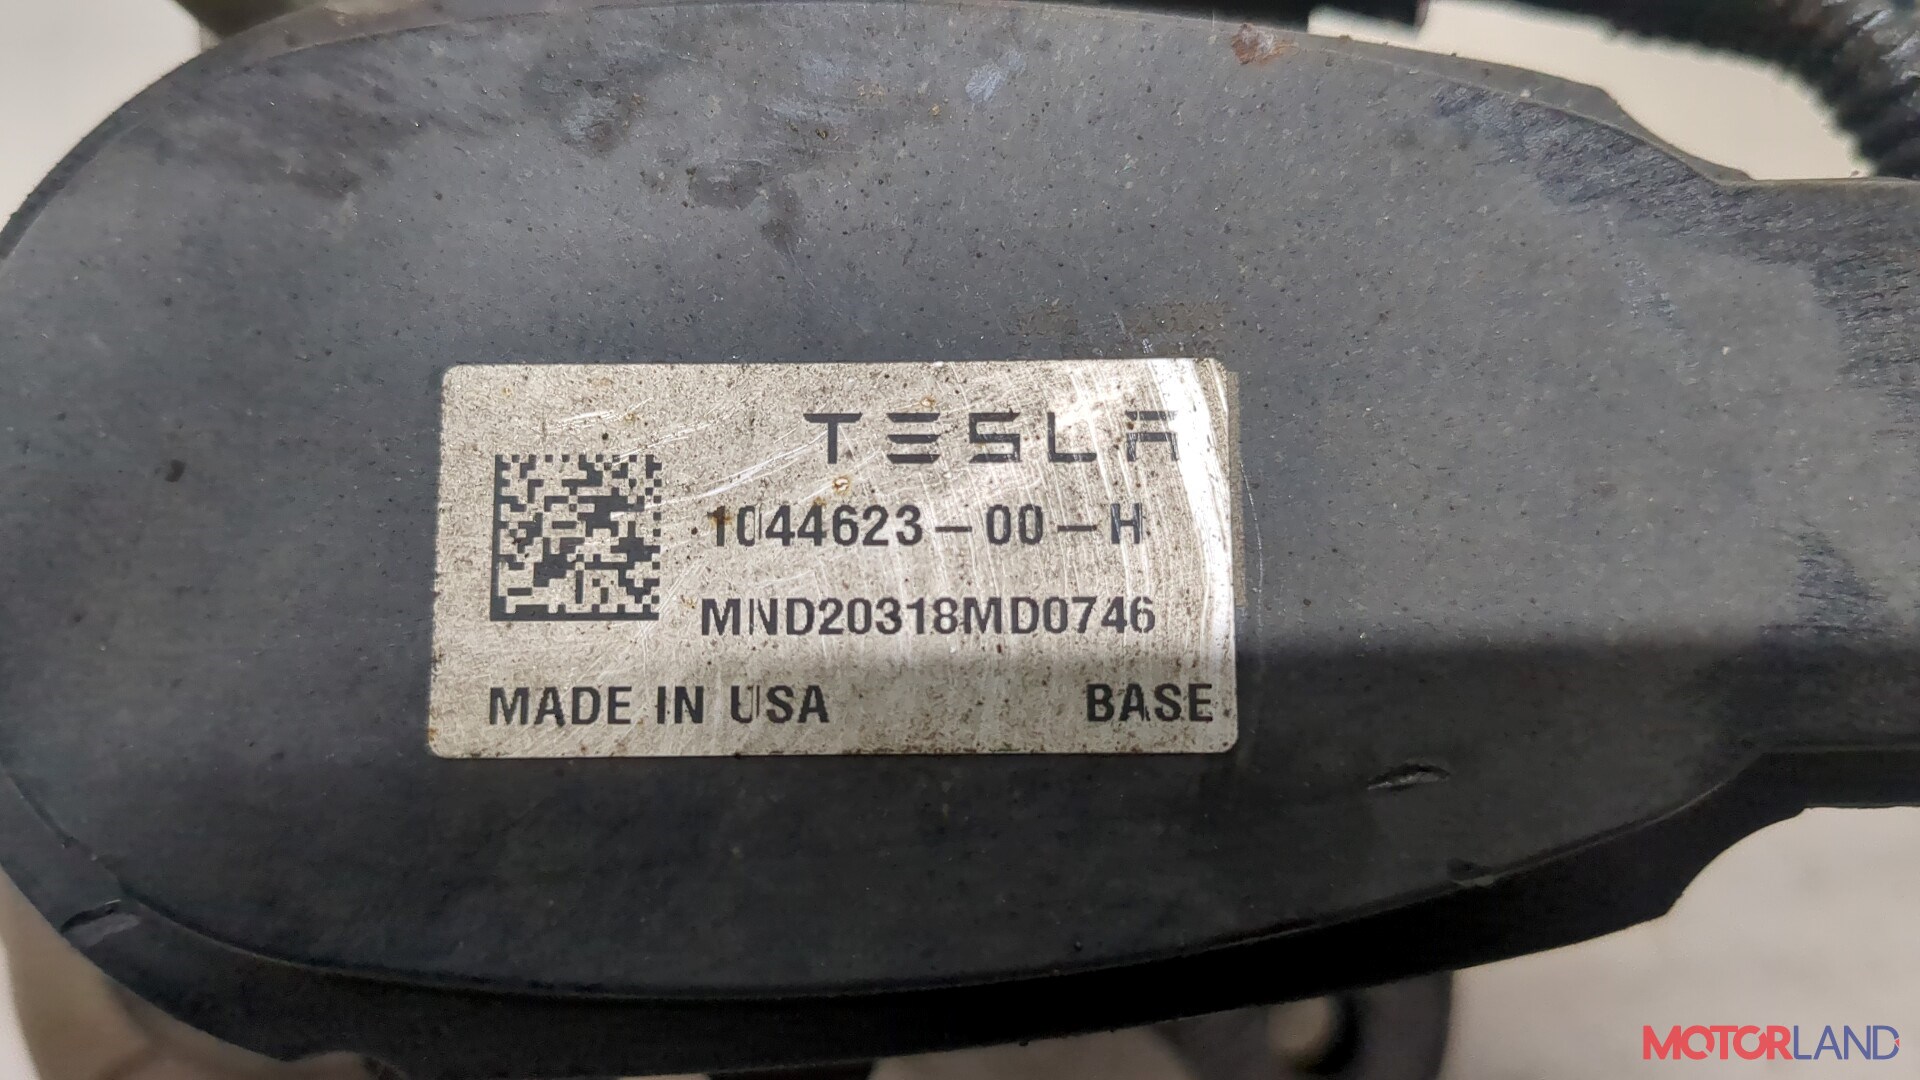 TESLA
1044623-00-H
MND20318MD0746
MADE IN USA BASE
MOTORLAND